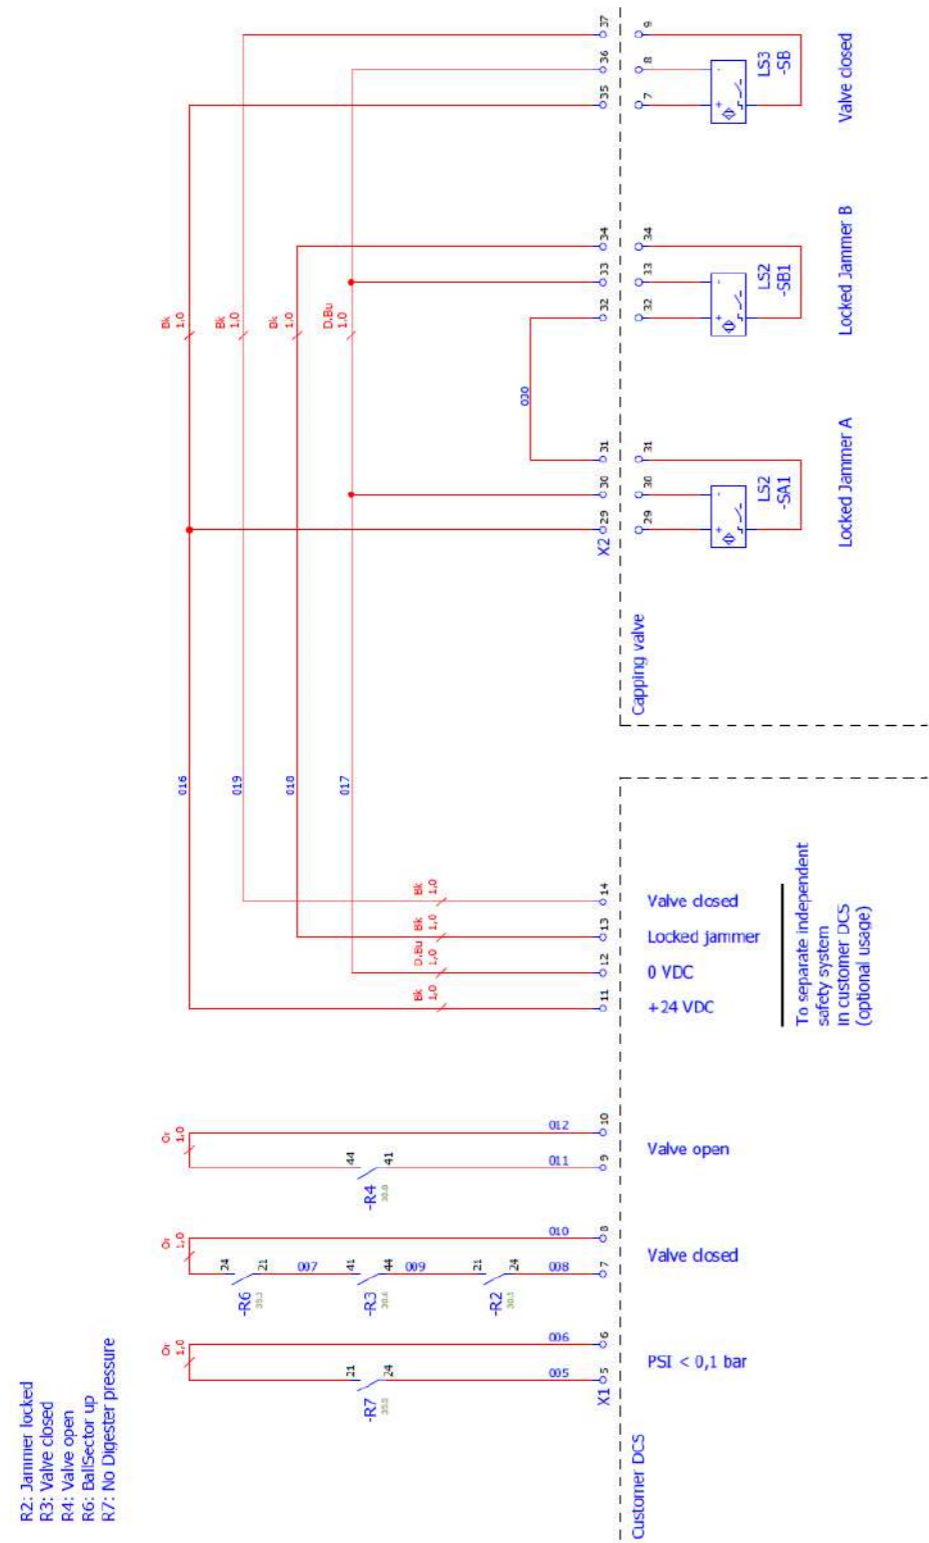 R2: Jammer locked
R3: Valve closed
R4: Valve open
R6: BallSector up
R7: No Digester pressure
Or
1,0
21
24
-R7
005
006
X1
5
6
PSI < 0,1 bar
Or
1,0
24
21
-R6
007
41
44
-R3
009
21
24
-R2
008
010
7
8
Valve closed
Or
1,0
44
41
-R4
011
012
9
10
Valve open
Customer DCS
Bk
1,0
D.Bu
1,0
Bk
1,0
Bk
1,0
11
12
13
14
+24 VDC
0 VDC
Locked jammer
Valve closed
To separate independent
safety system
in customer DCS
(optional usage)
016
019
018
017
Bk
1,0
Bk
1,0
Bk
1,0
D.Bu
1,0
020
Capping valve
X2
29
30
31
32
33
34
35
36
37
29
30
31
32
33
34
7
8
9
+
-
LS2
-SA1
Locked Jammer A
+
-
LS2
-SB1
Locked Jammer B
+
-
LS3
-SB
Valve closed